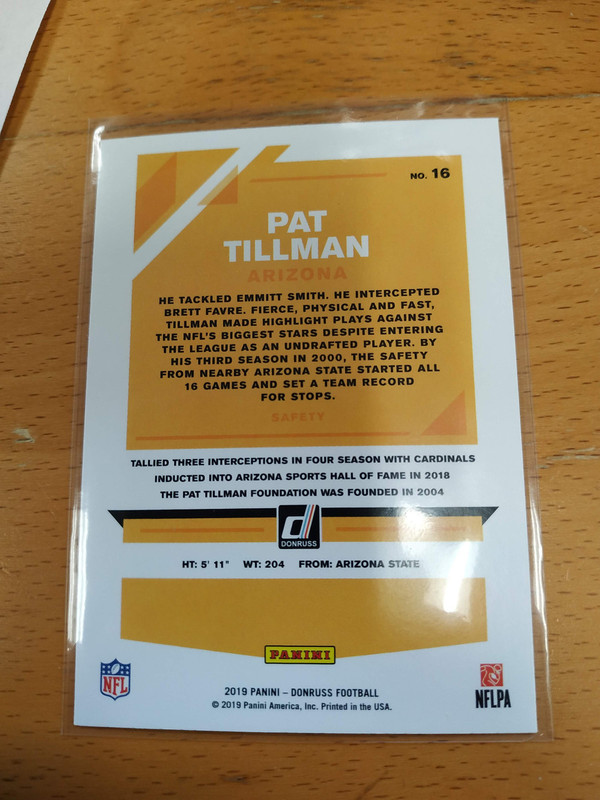 NO. 16
PAT
TILLMAN
ARIZONA
HE TACKLED EMMITT SMITH. HE INTERCEPTED
BRETT FAVRE. FIERCE, PHYSICAL AND FAST,
TILLMAN MADE HIGHLIGHT PLAYS AGAINST
THE NFL'S BIGGEST STARS DESPITE ENTERING
THE LEAGUE AS AN UNDRAFTED PLAYER. BY
HIS THIRD SEASON IN 2000, THE SAFETY
FROM NEARBY ARIZONA STATE STARTED ALL
16 GAMES AND SET A TEAM RECORD
FOR STOPS.
SAFETY
TALLIED THREE INTERCEPTIONS IN FOUR SEASON WITH CARDINALS
INDUCTED INTO ARIZONA SPORTS HALL OF FAME IN 2018
THE PAT TILLMAN FOUNDATION WAS FOUNDED IN 2004
d
DONRUSS
HT: 5' 11" WT: 204 FROM: ARIZONA STATE
PANINI
NFL
2019 PANINI – DONRUSS FOOTBALL
© 2019 Panini America, Inc. Printed in the USA.
NFLPA